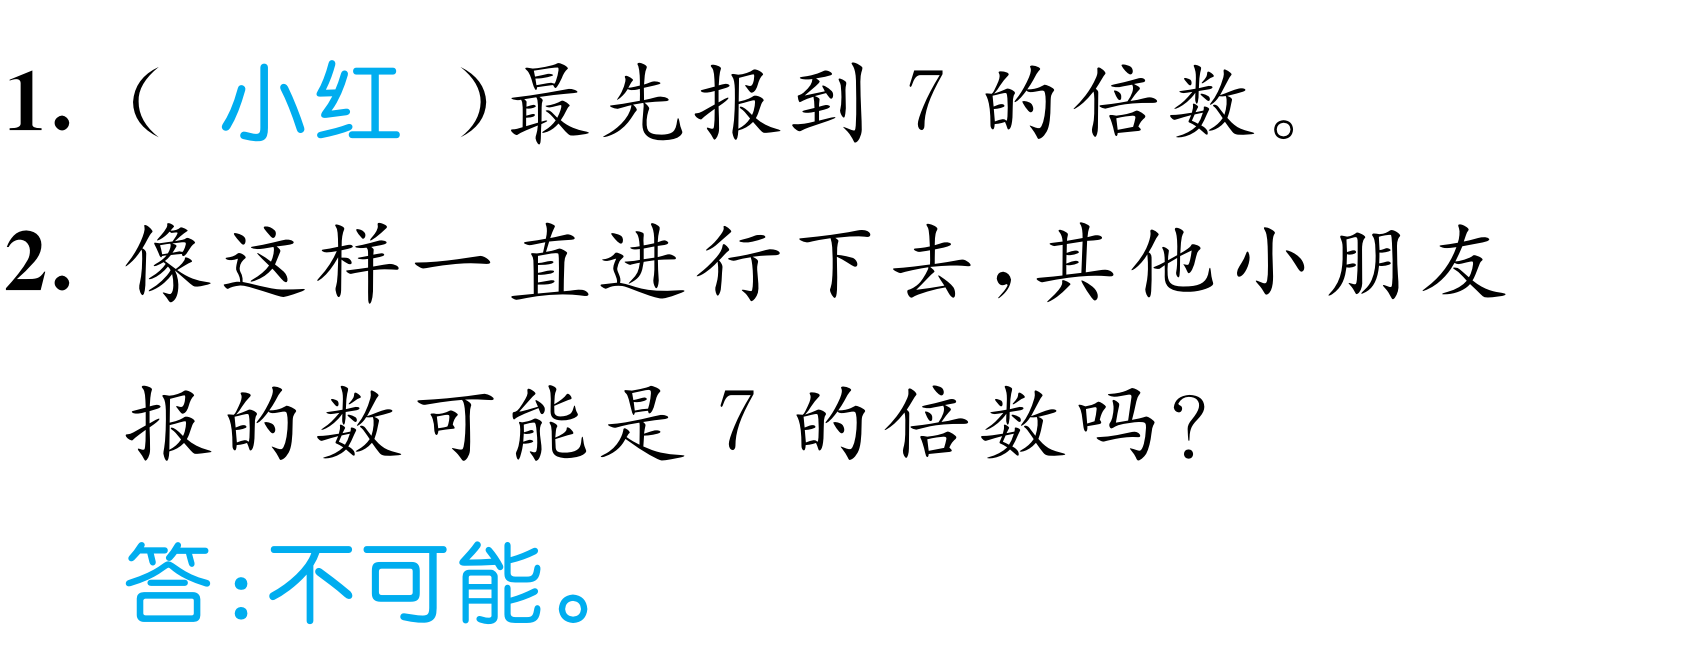 1. ( 小红 )最先报到 7 的倍数。
2. 像这样一直进行下去,其他小朋友
报的数可能是 7 的倍数吗?
答:不可能。